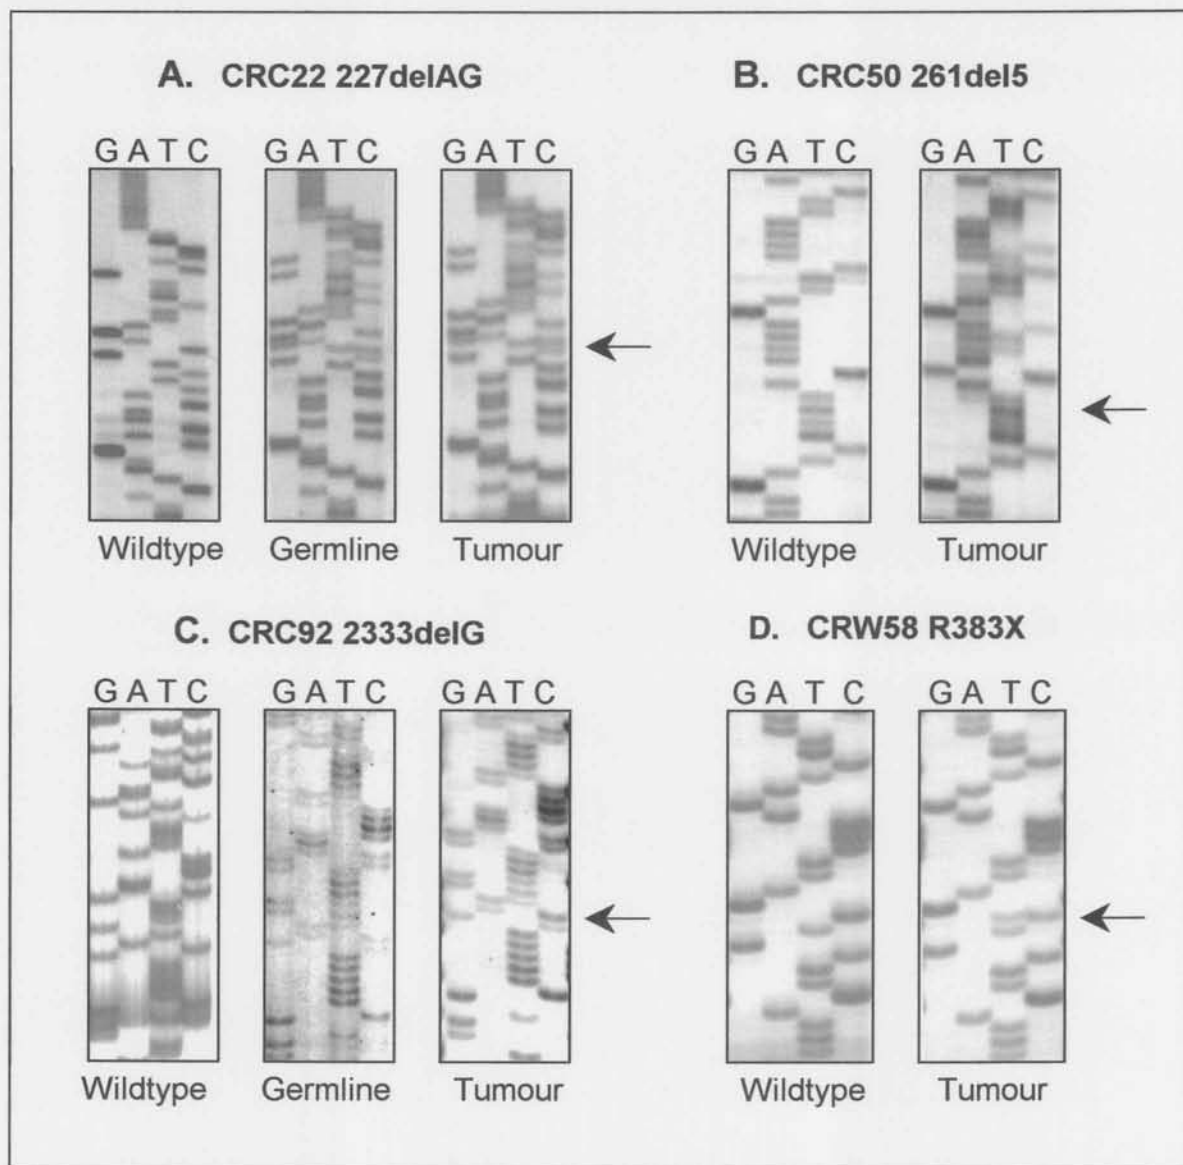 A. CRC22 227delAG
B. CRC50 261del5
G A T C
G A T C
G A T C
G A T C
G A T C
Wildtype
Germline
Tumour
Wildtype
Tumour
C. CRC92 2333delG
D. CRW58 R383X
G A T C
G A T C
G A T C
G A T C
G A T C
Wildtype
Germline
Tumour
Wildtype
Tumour